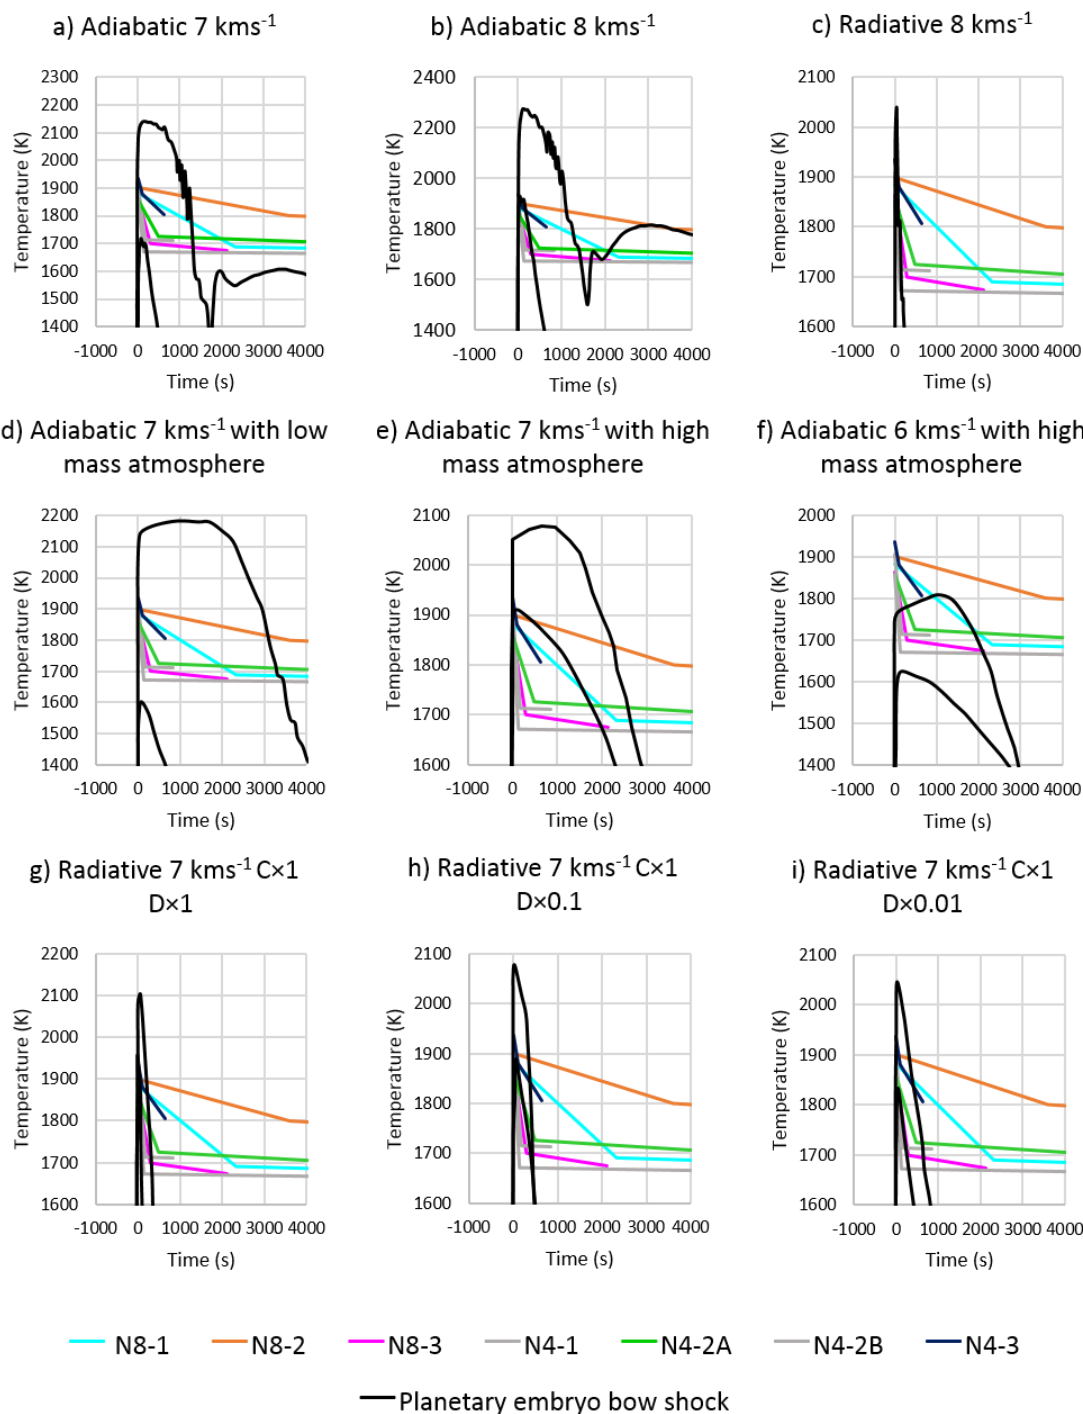 a) Adiabatic 7 kms⁻¹
b) Adiabatic 8 kms⁻¹
c) Radiative 8 kms⁻¹
Temperature (K)
2300
2200
2100
2000
1900
1800
1700
1600
1500
1400
-1000 0 1000 2000 3000 4000
Time (s)
Temperature (K)
2400
2200
2000
1800
1600
1400
-1000 0 1000 2000 3000 4000
Time (s)
Temperature (K)
2100
2000
1900
1800
1700
1600
-1000 0 1000 2000 3000 4000
Time (s)
d) Adiabatic 7 kms⁻¹ with low
mass atmosphere
e) Adiabatic 7 kms⁻¹ with high
mass atmosphere
f) Adiabatic 6 kms⁻¹ with high
mass atmosphere
Temperature (K)
2200
2100
2000
1900
1800
1700
1600
1500
1400
-1000 0 1000 2000 3000 4000
Time (s)
Temperature (K)
2100
2000
1900
1800
1700
1600
-1000 0 1000 2000 3000 4000
Time (s)
Temperature (K)
2000
1900
1800
1700
1600
1500
1400
-1000 0 1000 2000 3000 4000
Time (s)
g) Radiative 7 kms⁻¹ C×1
D×1
h) Radiative 7 kms⁻¹ C×1
D×0.1
i) Radiative 7 kms⁻¹ C×1
D×0.01
Temperature (K)
2200
2100
2000
1900
1800
1700
1600
-1000 0 1000 2000 3000 4000
Time (s)
Temperature (K)
2100
2000
1900
1800
1700
1600
-1000 0 1000 2000 3000 4000
Time (s)
Temperature (K)
2100
2000
1900
1800
1700
1600
-1000 0 1000 2000 3000 4000
Time (s)
N8-1 N8-2 N8-3 N4-1 N4-2A N4-2B N4-3
Planetary embryo bow shock